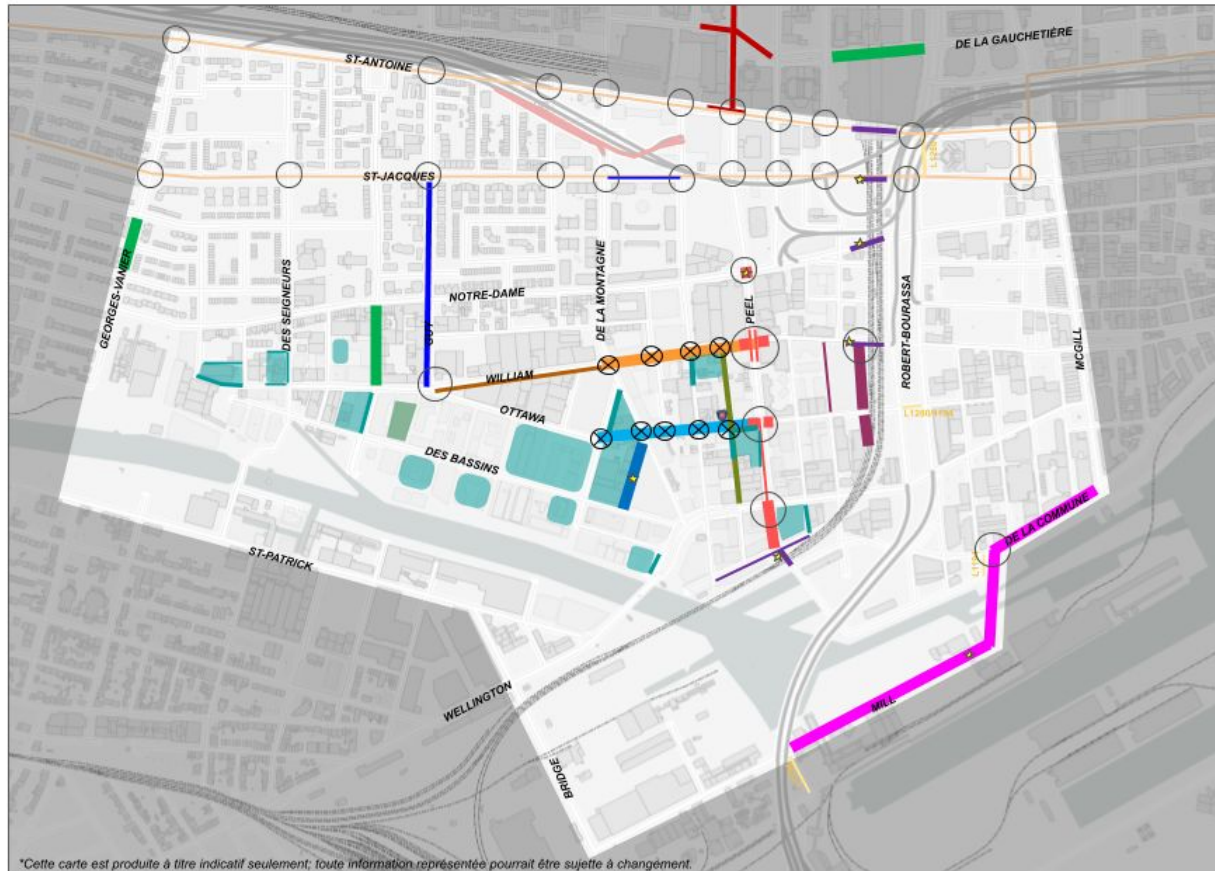 DE LA GAUCHETIÈRE
ST-ANTOINE
ST-JACQUES
GEORGES-VANIER
DES SEIGNEURS
GUY
NOTRE-DAME
DE LA MONTAGNE
PEEL
ROBERT-BOURASSA
MCGILL
WILLIAM
OTTAWA
DES BASSINS
ST-PATRICK
DE LA COMMUNE
WELLINGTON
MILL
BRIDGE
*Cette carte est produite à titre indicatif seulement; toute information représentée pourrait être sujette à changement.